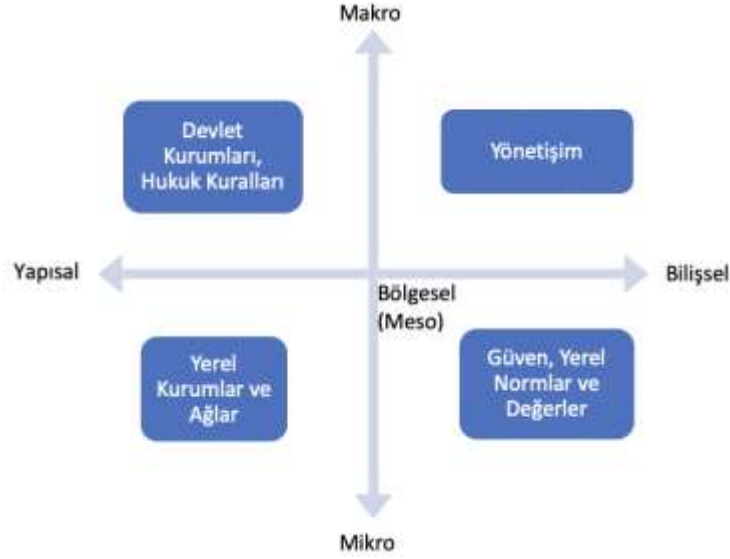 Makro
Devlet
Kurumları,
Hukuk Kuralları
Yönetişim
Yapısal
Bilişsel
Bölgesel
(Meso)
Yerel
Kurumlar ve
Ağlar
Güven, Yerel
Normlar ve
Değerler
Mikro